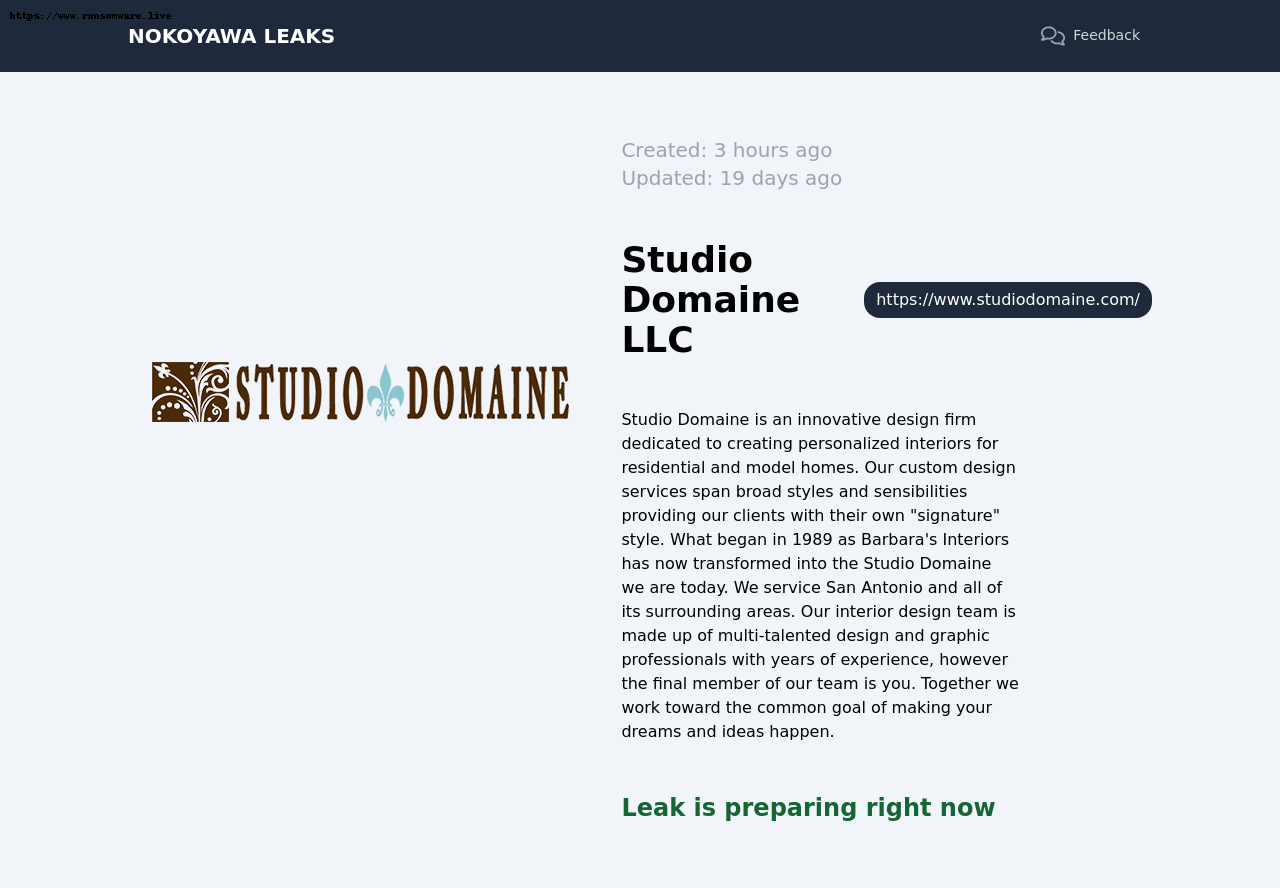 https://www.ransomware.live
NOKOYAWA LEAKS
Feedback
Created: 3 hours ago
Updated: 19 days ago
Studio
Domaine
LLC
https://www.studiodomaine.com/
STUDIO DOMAINE
Studio Domaine is an innovative design firm
dedicated to creating personalized interiors for
residential and model homes. Our custom design
services span broad styles and sensibilities
providing our clients with their own "signature"
style. What began in 1989 as Barbara's Interiors
has now transformed into the Studio Domaine
we are today. We service San Antonio and all of
its surrounding areas. Our interior design team is
made up of multi-talented design and graphic
professionals with years of experience, however
the final member of our team is you. Together we
work toward the common goal of making your
dreams and ideas happen.
Leak is preparing right now